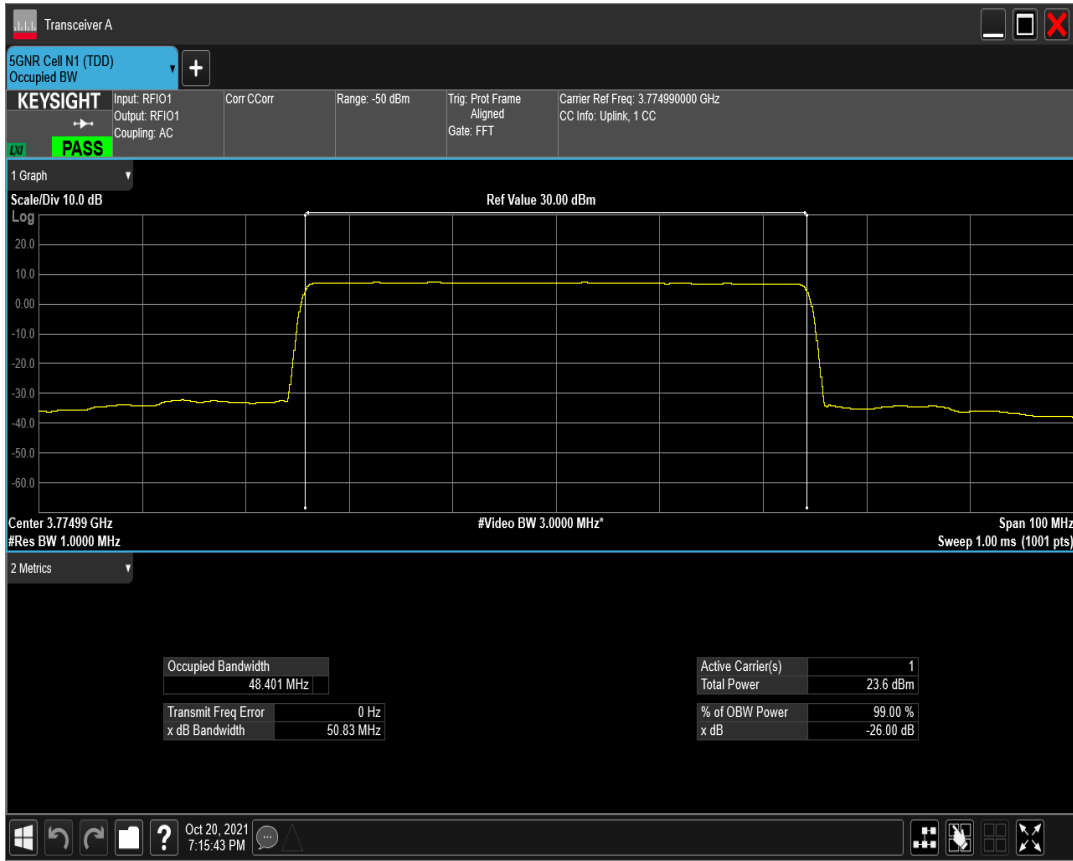 Transceiver A
5GNR Cell N1 (TDD)
Occupied BW
+
KEYSIGHT
LXI
PASS
Input: RFIO1
Output: RFIO1
Coupling: AC
Corr CCorr
Range: -50 dBm
Trig: Prot Frame
Aligned
Gate: FFT
Carrier Ref Freq: 3.774990000 GHz
CC Info: Uplink, 1 CC
1 Graph
Scale/Div 10.0 dB
Ref Value 30.00 dBm
Log
20.0
10.0
0.00
-10.0
-20.0
-30.0
-40.0
-50.0
-60.0
Center 3.77499 GHz
#Video BW 3.0000 MHz*
Span 100 MHz
#Res BW 1.0000 MHz
Sweep 1.00 ms (1001 pts)
2 Metrics
Occupied Bandwidth
48.401 MHz
Transmit Freq Error 0 Hz
x dB Bandwidth 50.83 MHz
Active Carrier(s) 1
Total Power 23.6 dBm
% of OBW Power 99.00 %
x dB -26.00 dB
?
Oct 20, 2021
7:15:43 PM